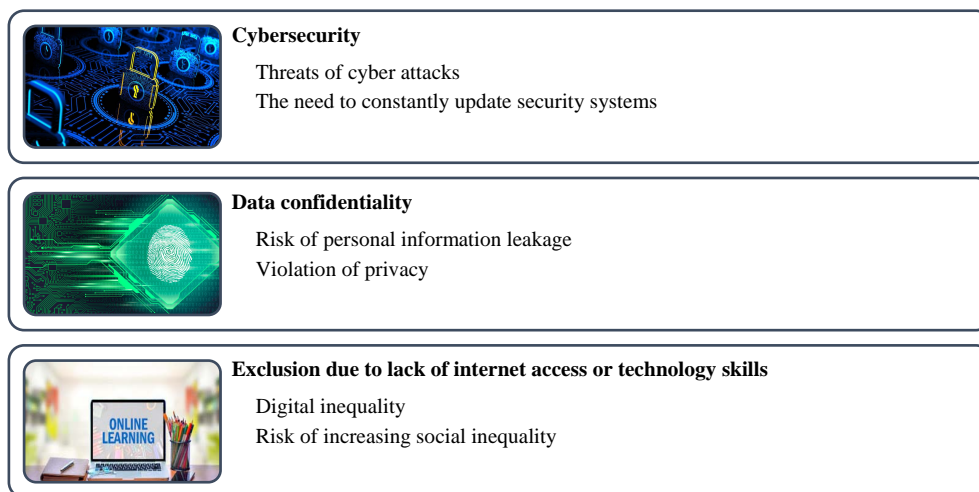 Cybersecurity
Threats of cyber attacks
The need to constantly update security systems
Data confidentiality
Risk of personal information leakage
Violation of privacy
Exclusion due to lack of internet access or technology skills
Digital inequality
Risk of increasing social inequality
ONLINE
LEARNING